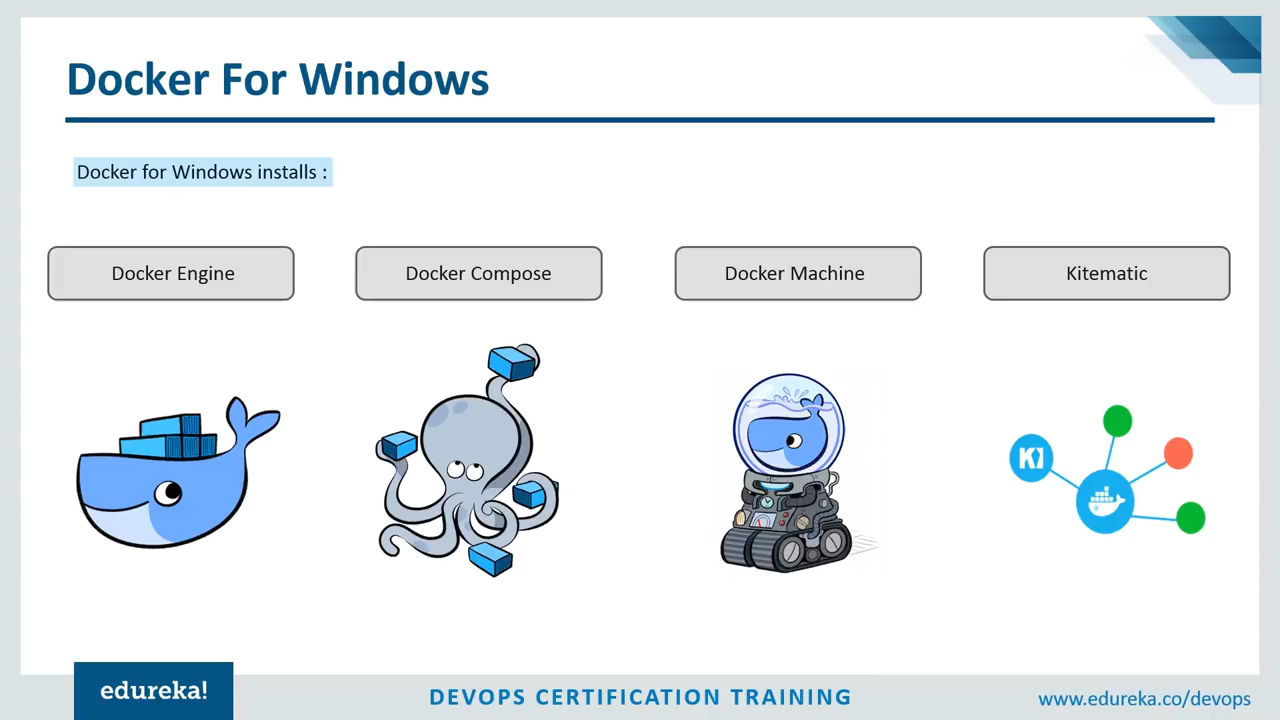 Docker For Windows
Docker for Windows installs :
Docker Engine
Docker Compose
Docker Machine
Kitematic
K
edureka!
DEVOPS CERTIFICATION TRAINING
www.edureka.co/devops